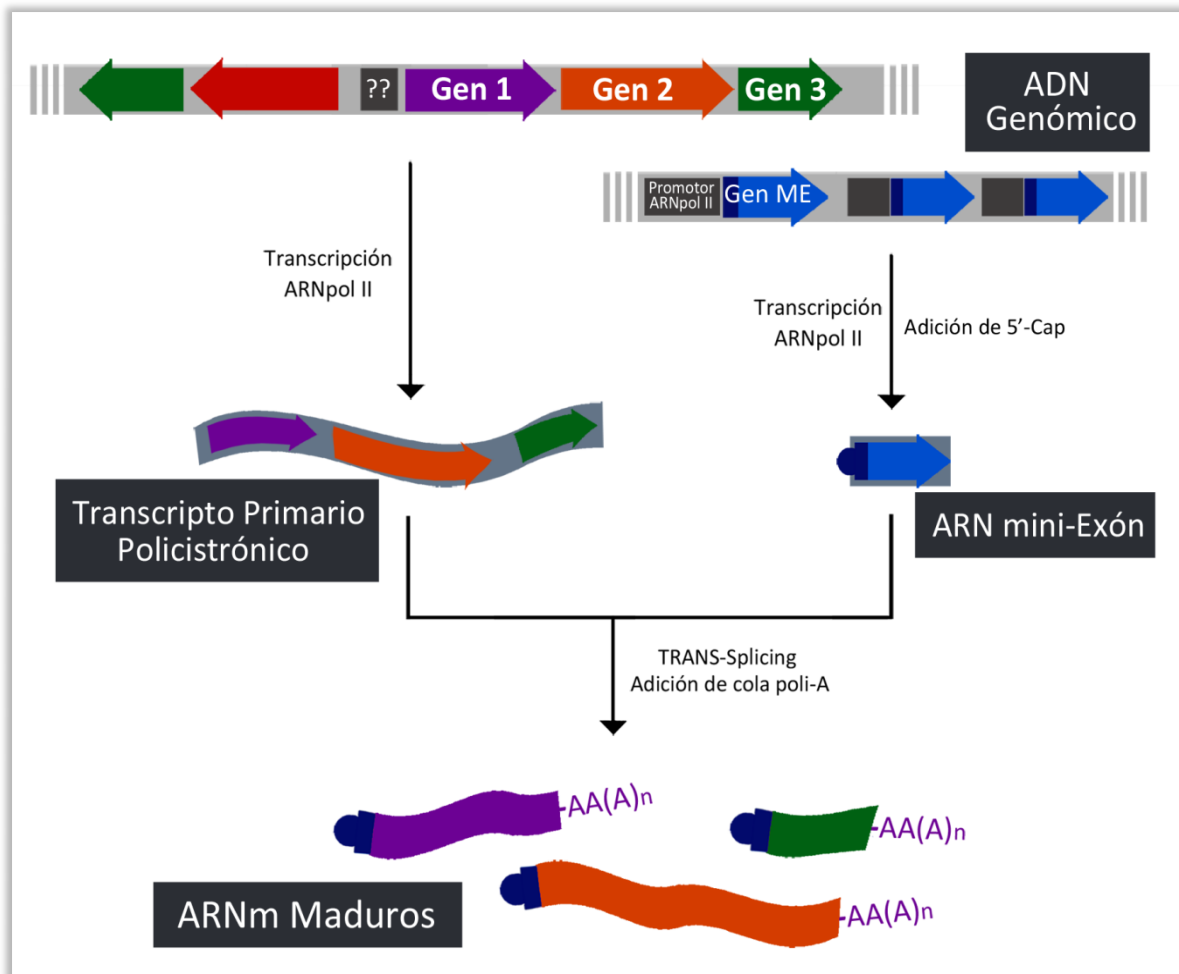 ??
Gen 1
Gen 2
Gen 3
ADN
Genómico
Promotor
ARNpol II
Gen ME
Transcripción
ARNpol II
Transcripción
ARNpol II
Adición de 5’-Cap
Transcripto Primario
Policistrónico
ARN mini-Exón
TRANS-Splicing
Adición de cola poli-A
AA(A)n
AA(A)n
AA(A)n
ARNm Maduros